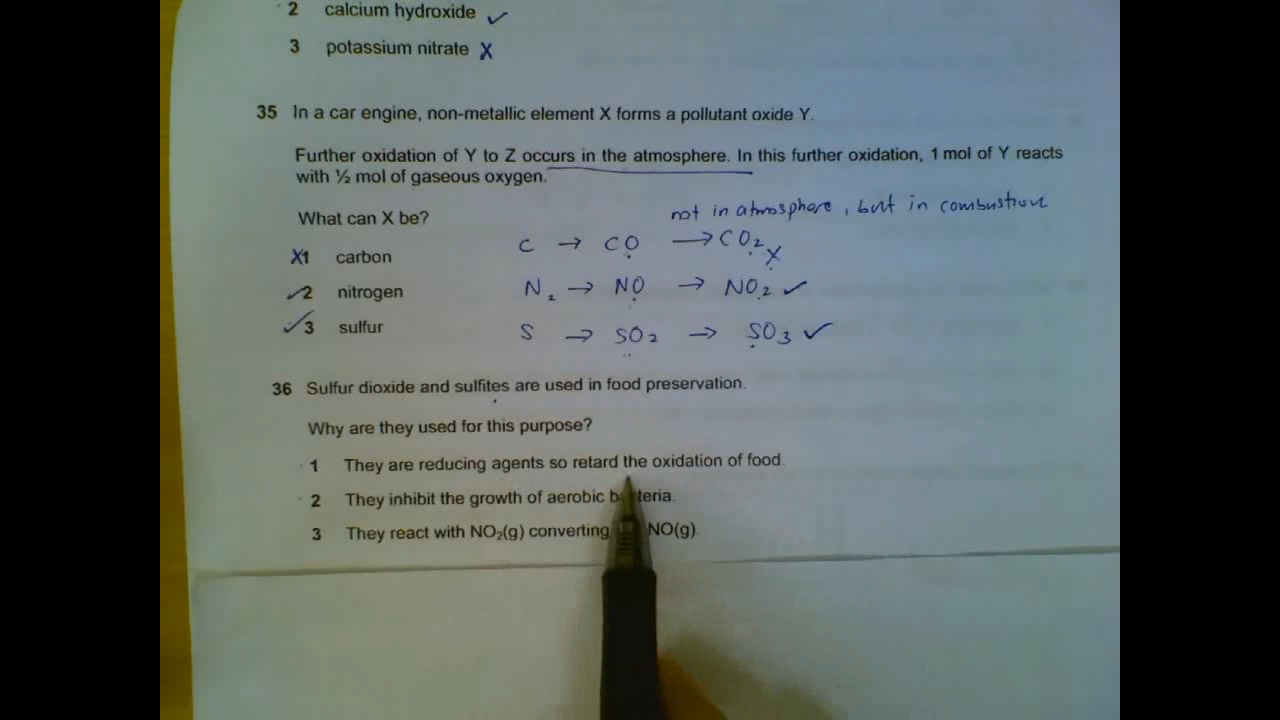 2 calcium hydroxide ✓
3 potassium nitrate X
35 In a car engine, non-metallic element X forms a pollutant oxide Y.
Further oxidation of Y to Z occurs in the atmosphere. In this further oxidation, 1 mol of Y reacts
with ½ mol of gaseous oxygen.
What can X be?
not in atmosphere, but in combustion
X1 carbon C → CO → CO₂ X
✓2 nitrogen N₂ → NO → NO₂ ✓
✓3 sulfur S → SO₂ → SO₃ ✓
36 Sulfur dioxide and sulfites are used in food preservation.
Why are they used for this purpose?
1 They are reducing agents so retard the oxidation of food.
2 They inhibit the growth of aerobic
3 They react with NO₂(g) converting NO(g)